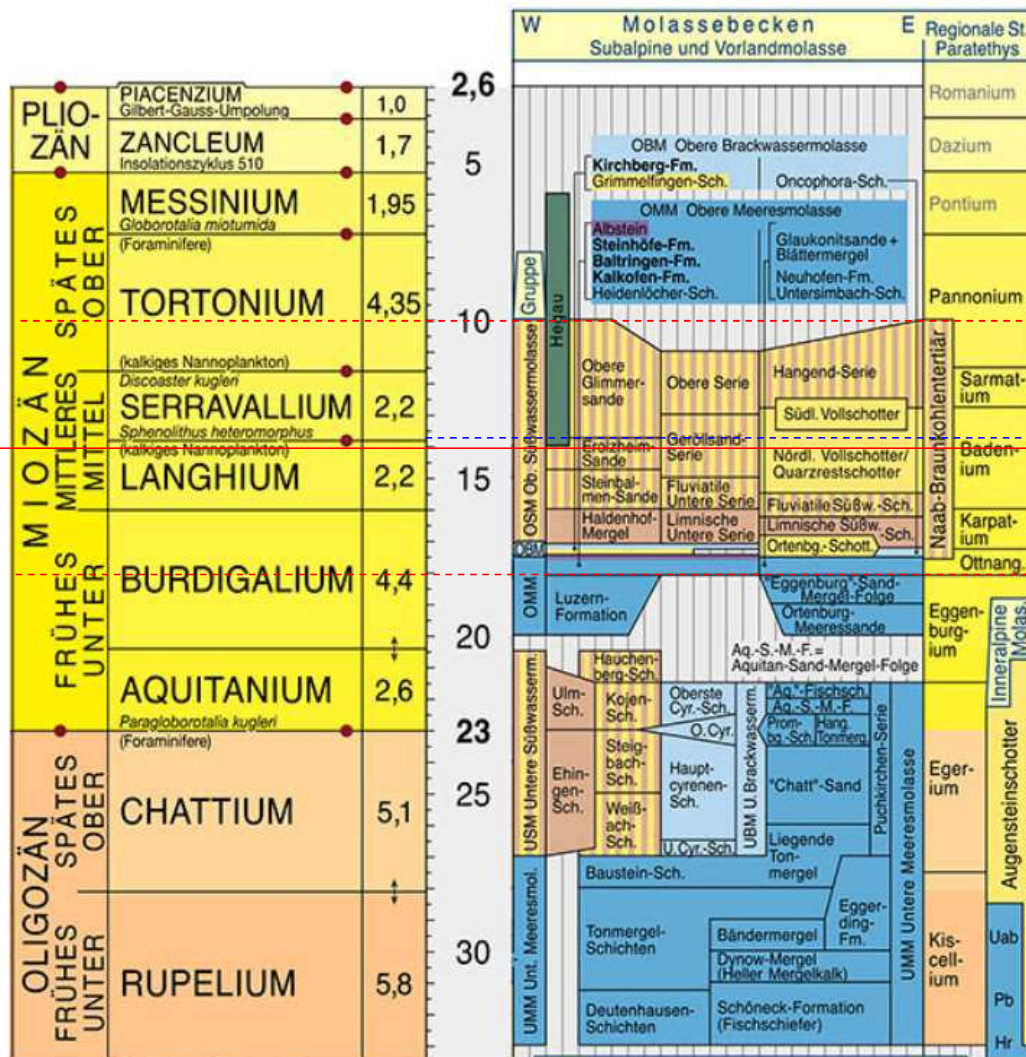 W Molassebecken E
Subalpine und Vorlandmolasse
Regionale St.
Paratethys
PLIO-
ZÄN
MIOZÄN
SPÄTES
OBER
MITTLERES
MITTEL
FRÜHES
UNTER
OLIGOZÄN
SPÄTES
OBER
FRÜHES
UNTER
PIACENZIUM
Gilbert-Gauss-Umpolung
1,0
ZANCLEUM
Insolationszyklus 510
1,7
MESSINIUM
Globorotalia miotumida
1,95
(Foraminifere)
TORTONIUM
4,35
(kalkiges Nannoplankton)
Discoaster kugleri
SERRAVALLIUM
2,2
Sphenolithus heteromorphus
(kalkiges Nannoplankton)
LANGHIUM
2,2
BURDIGALIUM
4,4
AQUITANIUM
2,6
Paragloborotalia kugleri
(Foraminifere)
CHATTIUM
5,1
RUPELIUM
5,8
2,6
5
10
15
20
23
25
30
OBM Obere Brackwassermolasse
Kirchberg-Fm.
Grimmelfingen-Sch.
Oncophora-Sch.
OMM Obere Meeresmolasse
Albstein
Steinhöfe-Fm.
Baltringen-Fm.
Kalkofen-Fm.
Heidenlöcher-Sch.
Glaukonitsande +
Blättermergel
Neuhofen-Fm.
Untersimbach-Sch.
Gruppe
Hegau
OSM Ob. Süßwassermolasse
Obere
Glimmer-
sande
Obere Serie
Hangend-Serie
Südl. Vollschotter
Erolzheim-
Sande
Geröllsand-
Serie
Nördl. Vollschotter/
Quarzrestschotter
Steinbal-
men-Sande
Fluviatile
Untere Serie
Fluviatile Süßw.-Sch.
Haldenhof-
Mergel
Limnische
Untere Serie
Limnische Süßw.
-Sch.
Ortenbg.-Schott.
Naab-Braunkohlentertiär
OBM
OMM
Luzern-
Formation
"Eggenburg"-Sand-
Mergel-Folge
Ortenburg-
Meeressande
Aq.-S.-M.-F. =
Aquitan-Sand-Mergel-Folge
USM Untere Süßwasserm.
Ulm-
Sch.
Ehin-
gen-
Sch.
Hauchen-
berg-Sch.
Kojen-
Sch.
Steig-
bach-
Sch.
Weiß-
ach-
Sch.
Oberste
Cyr.-Sch.
O.Cyr.
Haupt-
cyrenen-
Sch.
U.Cyr.-Sch.
UBM U. Brackwasserm.
"Aq."-Fischsch.
Aq.-S.-M.-F.
Prom-
bg.-Sch.
Hang.
Tonmerg.
"Chatt"-Sand
Liegende
Ton-
mergel
Puchkirchen-Serie
UMM Untere Meeresmolasse
UMM Unt. Meeresmol.
Baustein-Sch.
Tonmergel-
Schichten
Bändermergel
Egger-
ding-
Fm.
Dynow-Mergel
(Heller Mergelkalk)
Deutenhausen-
Schichten
Schöneck-Formation
(Fischschiefer)
Romanium
Dazium
Pontium
Pannonium
Sarmat-
ium
Baden-
ium
Karpat-
ium
Ottnang.
Eggen-
burg-
ium
Eger-
ium
Kis-
cell-
ium
Inneralpine
Molas.
Augensteinschotter
Uab
Pb
Hr